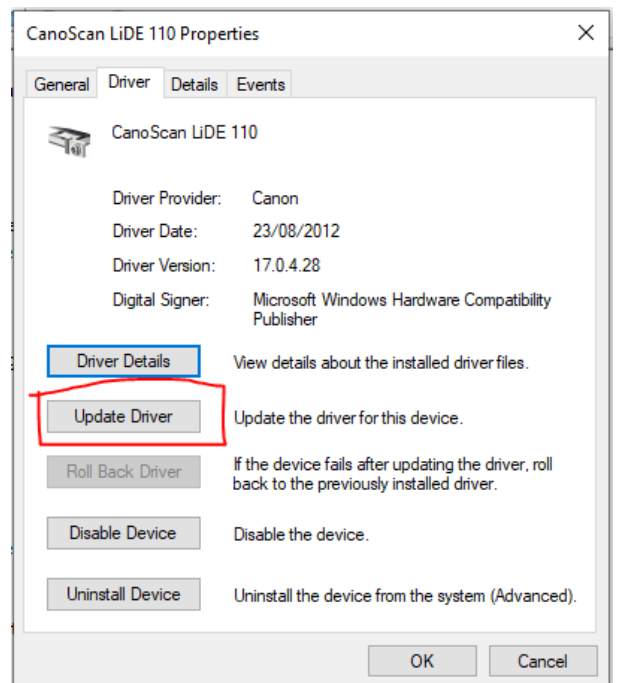 CanoScan LiDE 110 Properties
General Driver Details Events
CanoScan LiDE 110
Driver Provider: Canon
Driver Date: 23/08/2012
Driver Version: 17.0.4.28
Digital Signer: Microsoft Windows Hardware Compatibility
Publisher
Driver Details View details about the installed driver files.
Update Driver Update the driver for this device.
Roll Back Driver If the device fails after updating the driver, roll
back to the previously installed driver.
Disable Device Disable the device.
Uninstall Device Uninstall the device from the system (Advanced).
OK Cancel